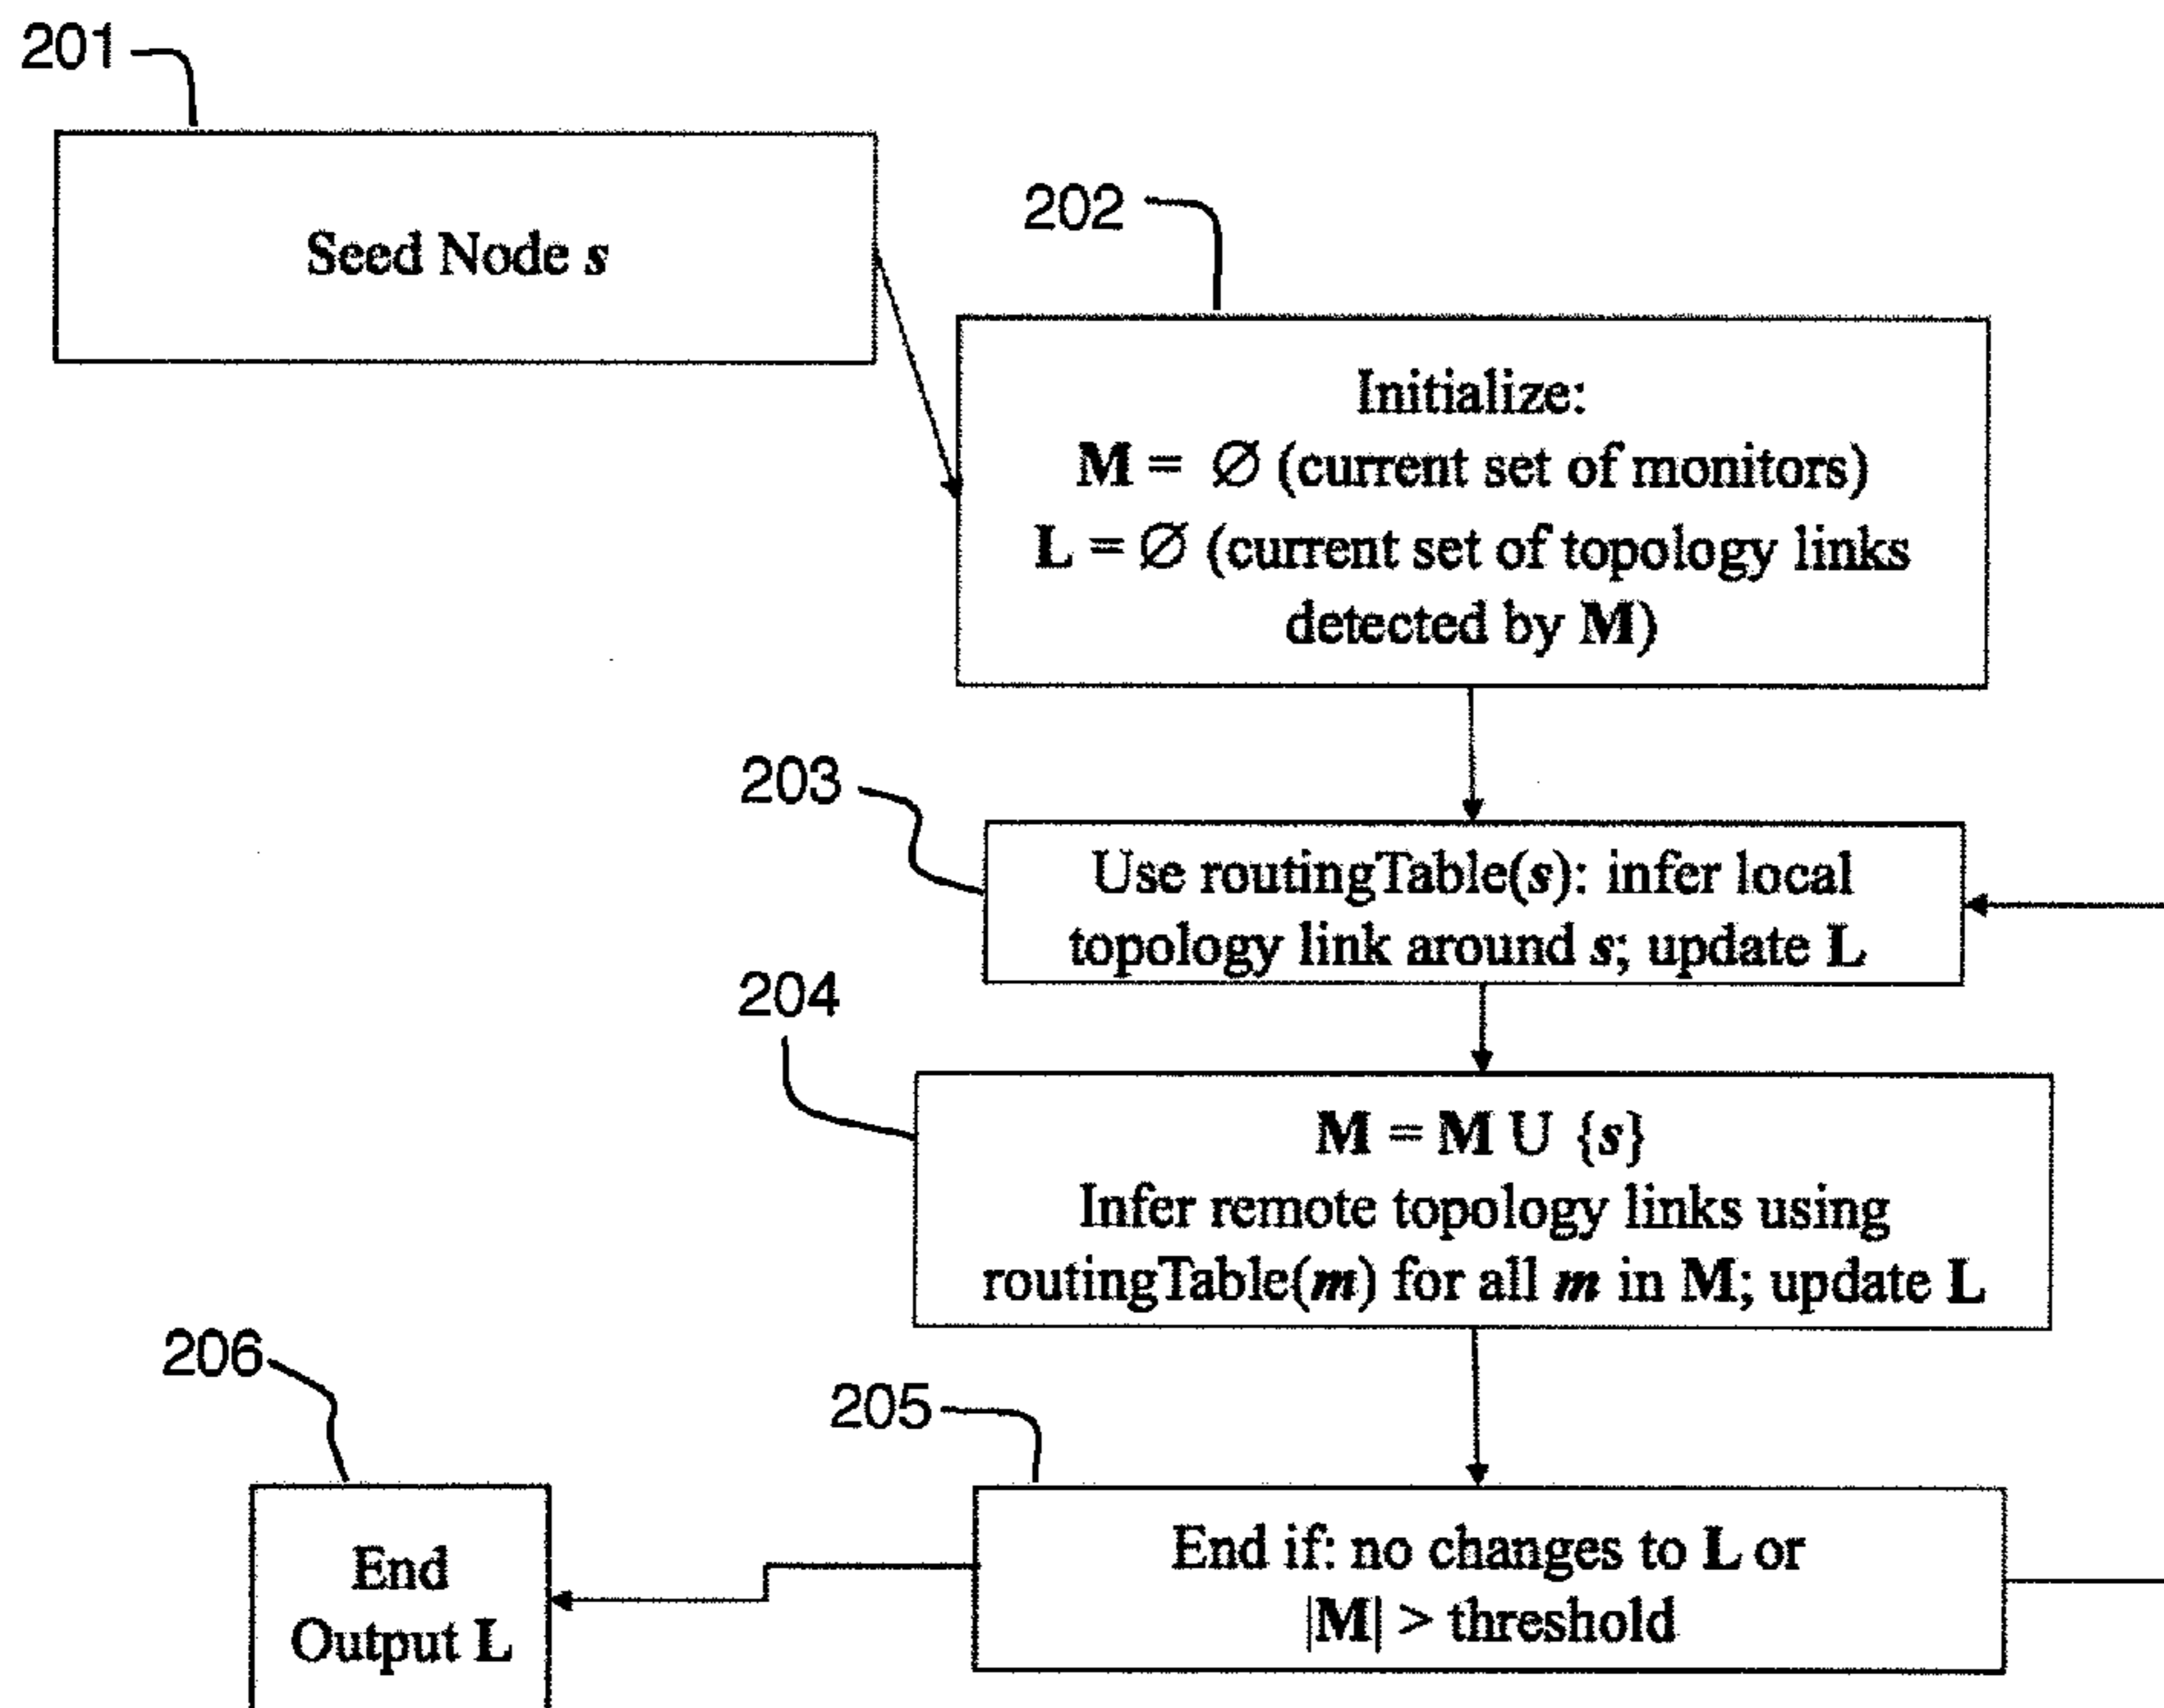 201
Seed Node s
202
Initialize:
M = ∅ (current set of monitors)
L = ∅ (current set of topology links
detected by M)
203
Use routingTable(s): infer local
topology link around s; update L
204
M = M U {s}
Infer remote topology links using
routingTable(m) for all m in M; update L
205
End if: no changes to L or
|M| > threshold
206
End
Output L